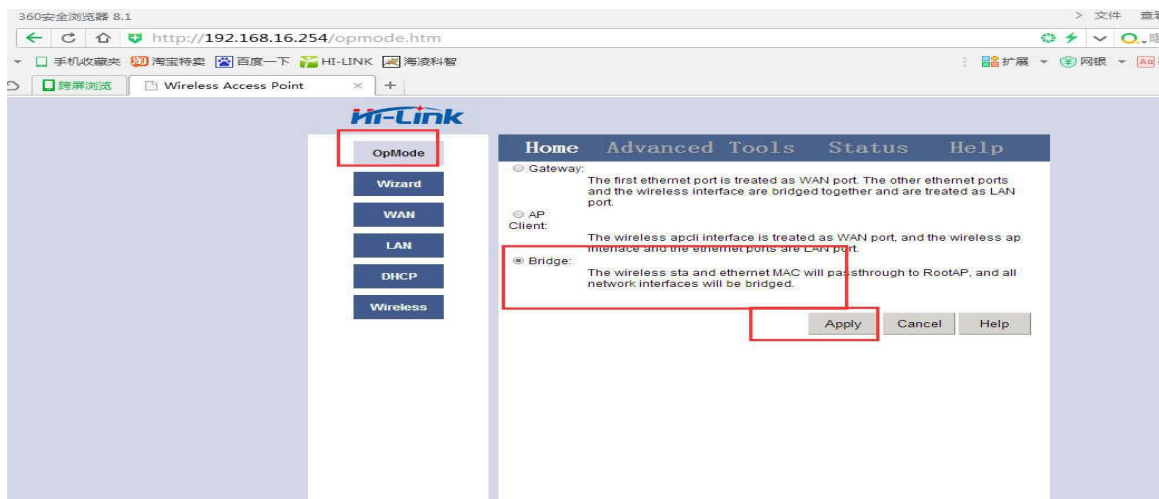 360安全浏览器 8.1
> 文件 查看
http://192.168.16.254/opmode.htm
手机收藏夹 淘宝特卖 百度一下 HI-LINK 海凌科智
扩展 网银
跨屏浏览 Wireless Access Point × +
Hi-Link
OpMode
Wizard
WAN
LAN
DHCP
Wireless
Home Advanced Tools Status Help
Gateway:
The first ethernet port is treated as WAN port. The other ethernet ports
and the wireless interface are bridged together and are treated as LAN
port.
AP
Client:
The wireless apcli interface is treated as WAN port, and the wireless ap
interface and the ethernet ports are LAN port.
Bridge:
The wireless sta and ethernet MAC will passthrough to RootAP, and all
network interfaces will be bridged.
Apply Cancel Help